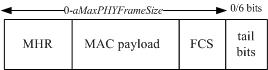 0-aMaxPHYFrameSize 0/6 bits
MHR MAC payload FCS tail bits